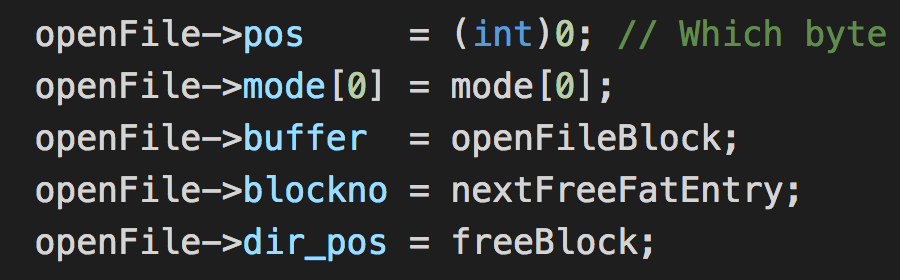 openFile->pos     = (int)0; // Which byte
openFile->mode[0] = mode[0];
openFile->buffer  = openFileBlock;
openFile->blockno = nextFreeFatEntry;
openFile->dir_pos = freeBlock;